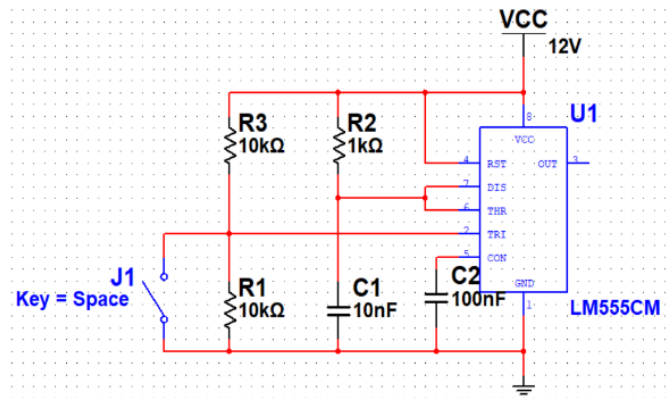 VCC
12V
R3
10kΩ
R2
1kΩ
U1
8
VCC
4
RST
OUT
3
7
DIS
6
THR
2
TRI
5
CON
J1
Key = Space
R1
10kΩ
C1
10nF
C2
100nF
GND
1
LM555CM